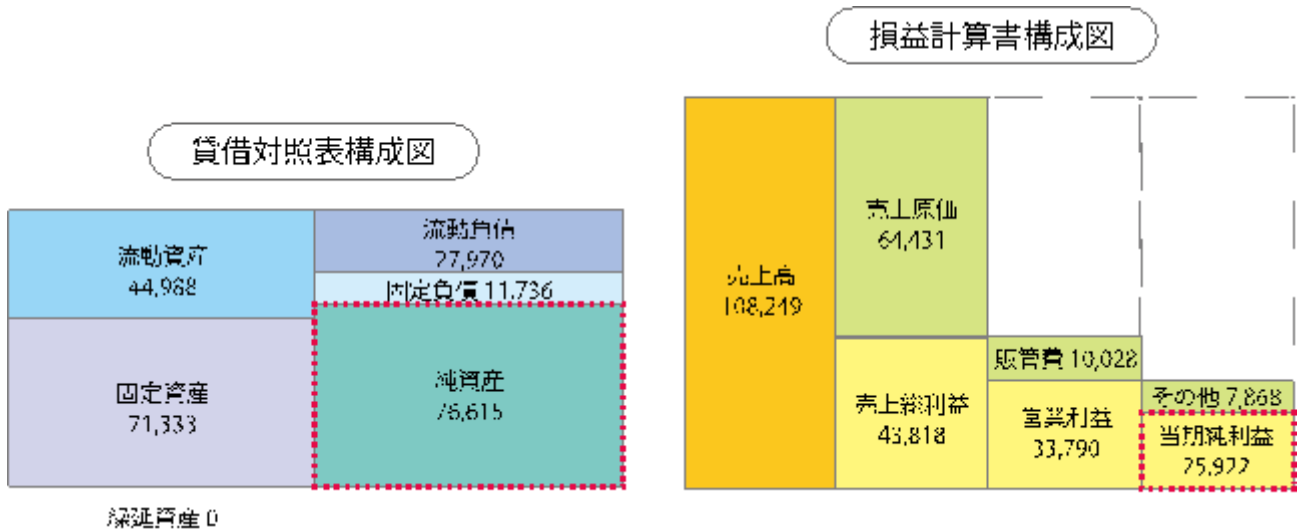 損益計算書構成図
貸借対照表構成図
流動資産
44,988
流動負債
27,970
固定負債 11,786
固定資産
71,383
純資産
76,615
繰延資産 0
売上高
108,249
売上原価
64,431
売上総利益
43,818
販管費 10,028
営業利益
33,790
その他 7,868
当期純利益
25,922